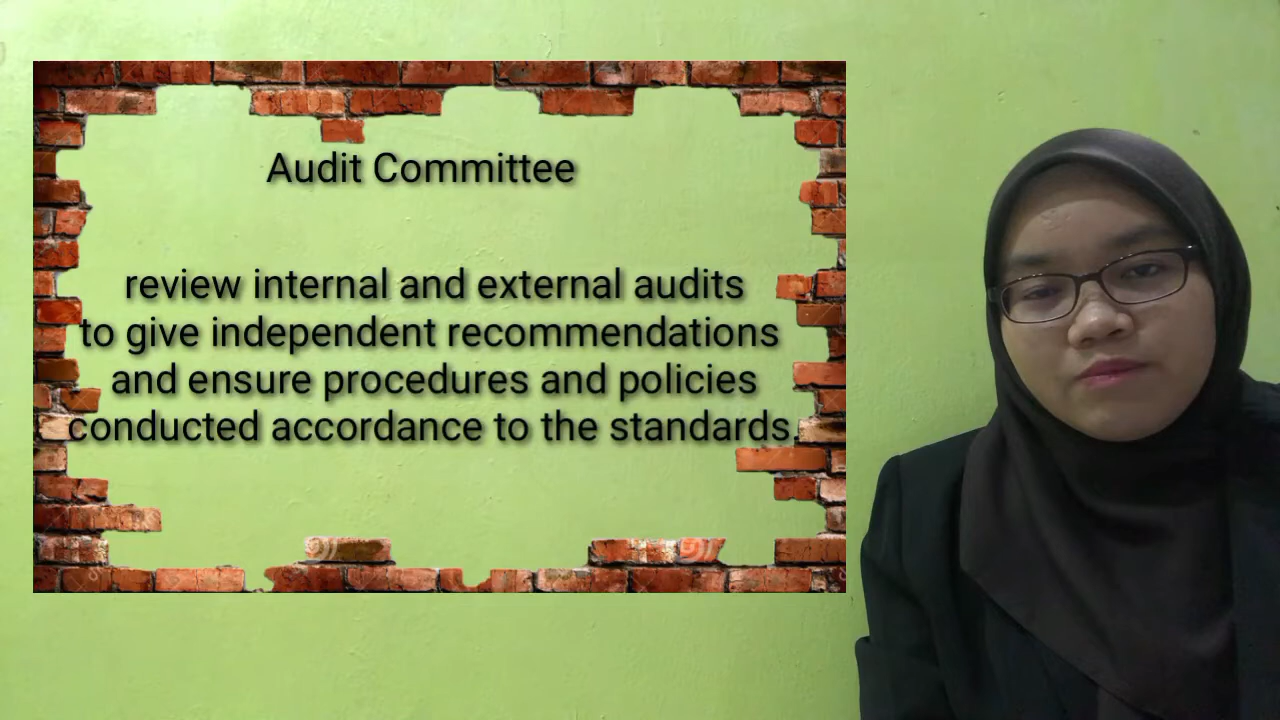 Audit Committee
review internal and external audits
to give independent recommendations
and ensure procedures and policies
conducted accordance to the standards.